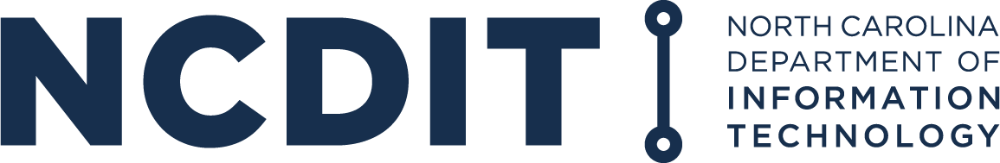 NCDIT
NORTH CAROLINA
DEPARTMENT OF
INFORMATION
TECHNOLOGY